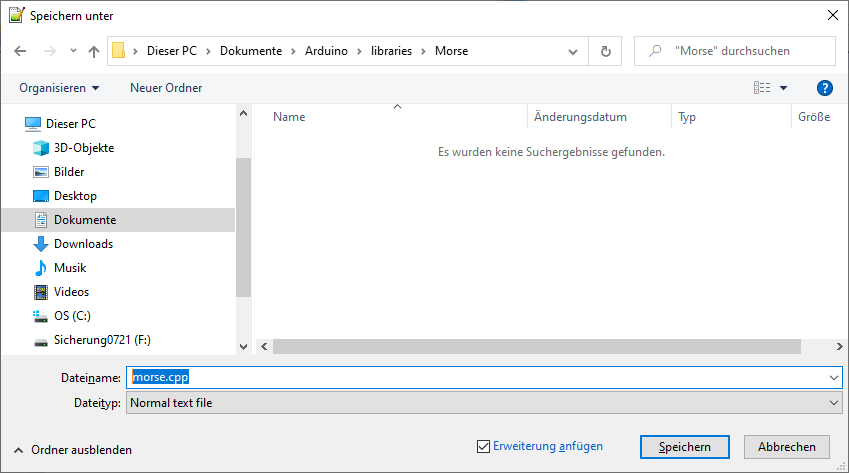 Speichern unter
Dieser PC > Dokumente > Arduino > libraries > Morse
"Morse" durchsuchen
Organisieren
Neuer Ordner
?
Dieser PC
3D-Objekte
Bilder
Desktop
Dokumente
Downloads
Musik
Videos
OS (C:)
Sicherung0721 (F:)
Name Änderungsdatum Typ Größe
Es wurden keine Suchergebnisse gefunden.
Dateiname: morse.cpp
Dateityp: Normal text file
Ordner ausblenden
Erweiterung anfügen
Speichern
Abbrechen